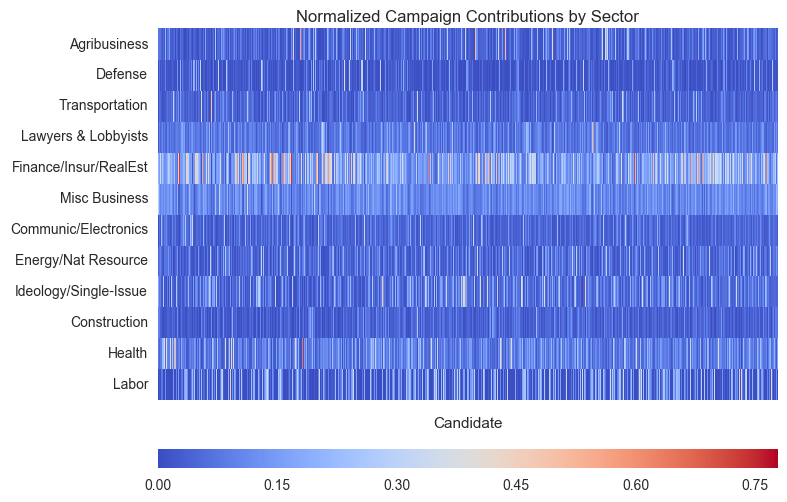 Normalized Campaign Contributions by Sector
Agribusiness
Defense
Transportation
Lawyers & Lobbyists
Finance/Insur/RealEst
Misc Business
Communic/Electronics
Energy/Nat Resource
Ideology/Single-Issue
Construction
Health
Labor
Candidate
0.00 0.15 0.30 0.45 0.60 0.75